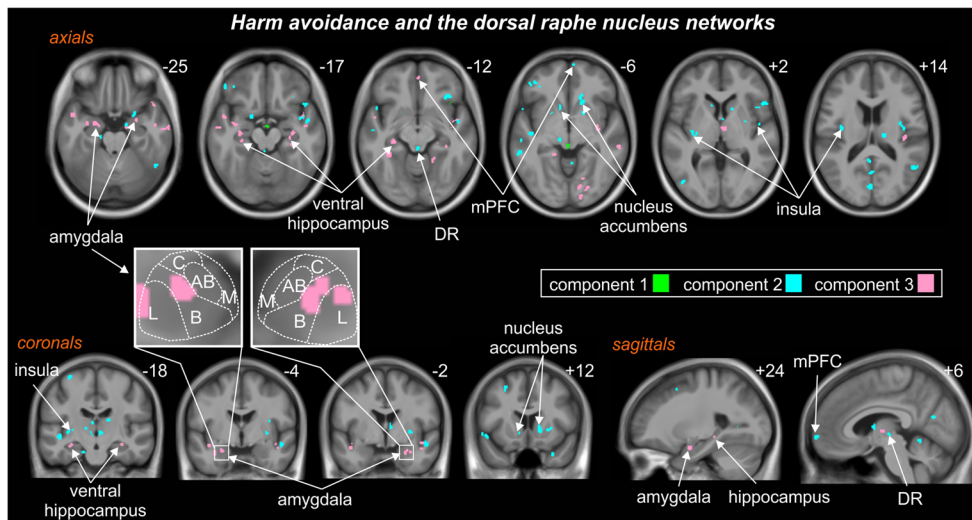 Harm avoidance and the dorsal raphe nucleus networks
axials
-25
-17
-12
-6
+2
+14
amygdala
ventral
hippocampus
DR
mPFC
nucleus
accumbens
insula
C
AB
M
L
B
C
AB
M
B
L
component 1
component 2
component 3
coronals
insula
-18
-4
-2
nucleus
accumbens
+12
sagittals
+24
mPFC
+6
ventral
hippocampus
amygdala
amygdala
hippocampus
DR